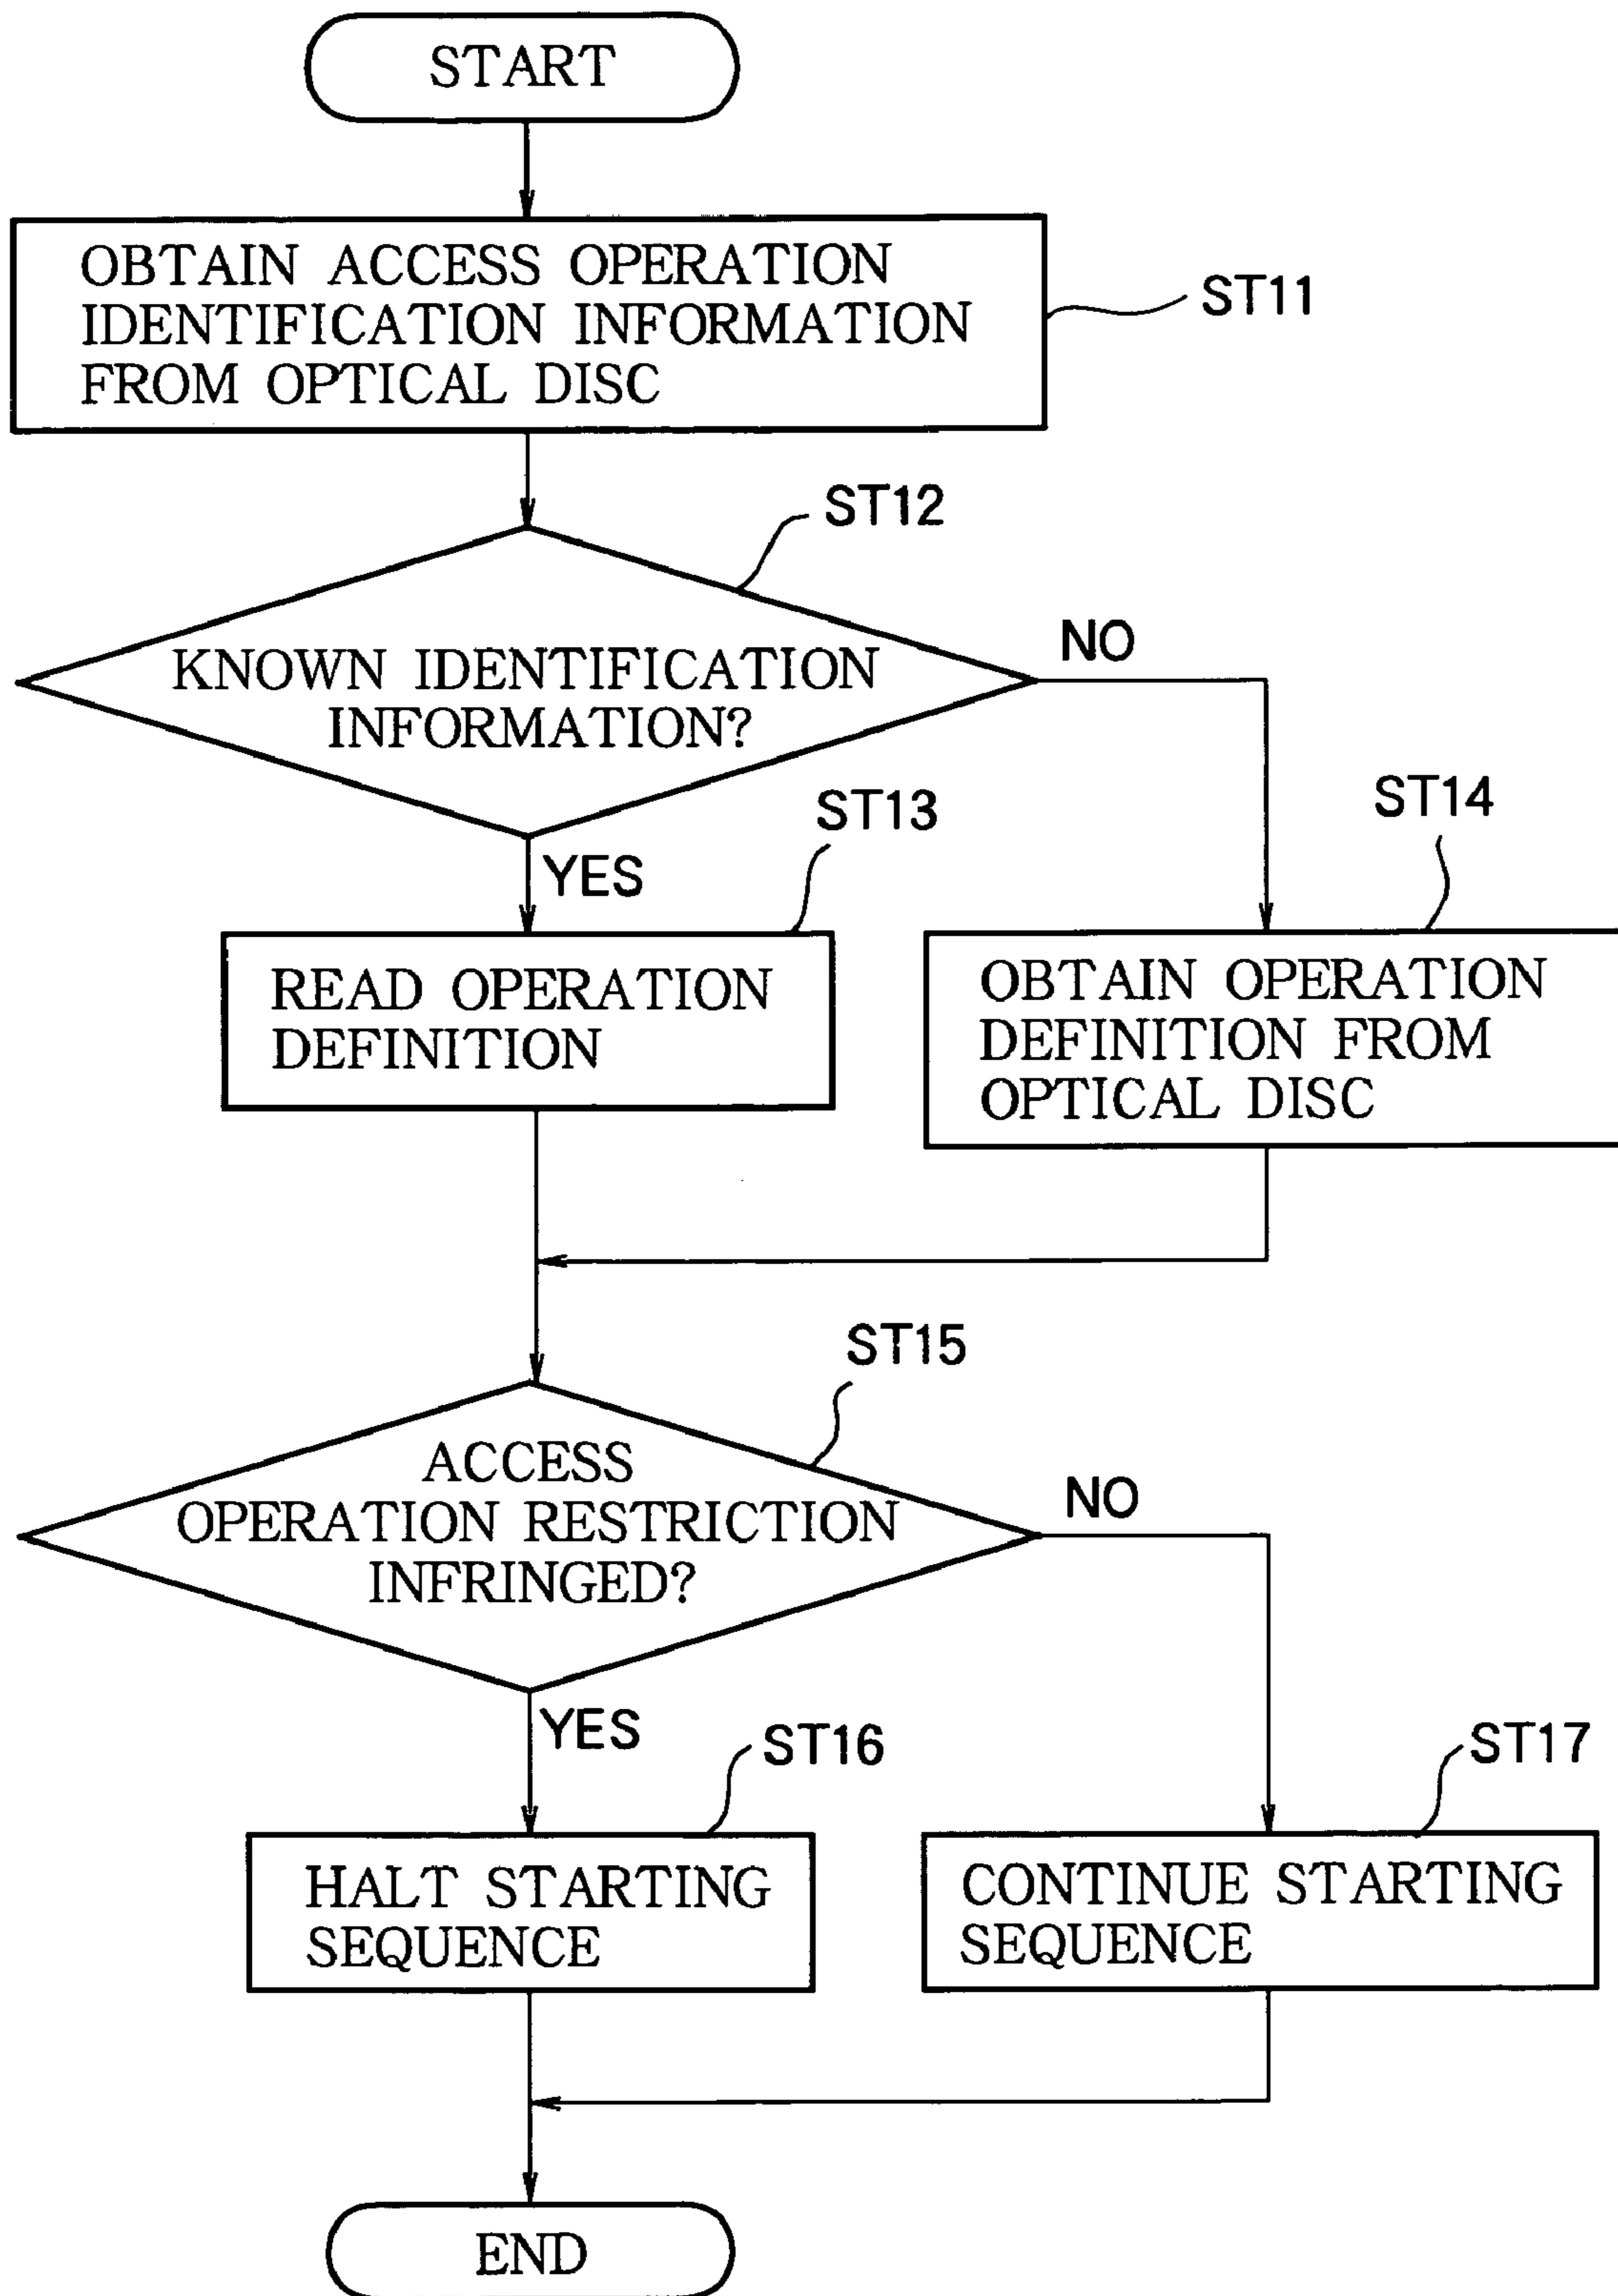 START
OBTAIN ACCESS OPERATION
IDENTIFICATION INFORMATION
FROM OPTICAL DISC
ST11
ST12
KNOWN IDENTIFICATION
INFORMATION?
NO
YES
ST13
READ OPERATION
DEFINITION
ST14
OBTAIN OPERATION
DEFINITION FROM
OPTICAL DISC
ST15
ACCESS
OPERATION RESTRICTION
INFRINGED?
NO
YES
ST16
HALT STARTING
SEQUENCE
ST17
CONTINUE STARTING
SEQUENCE
END